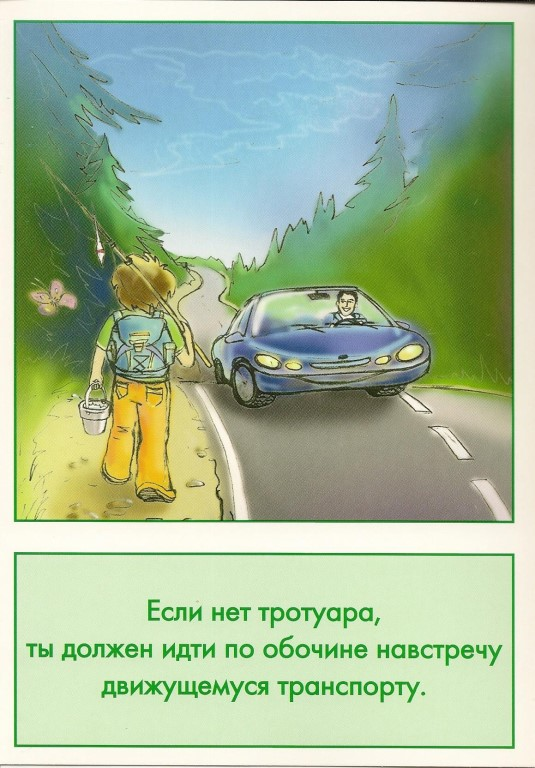 Если нет тротуара,
ты должен идти по обочине навстречу
движущемуся транспорту.